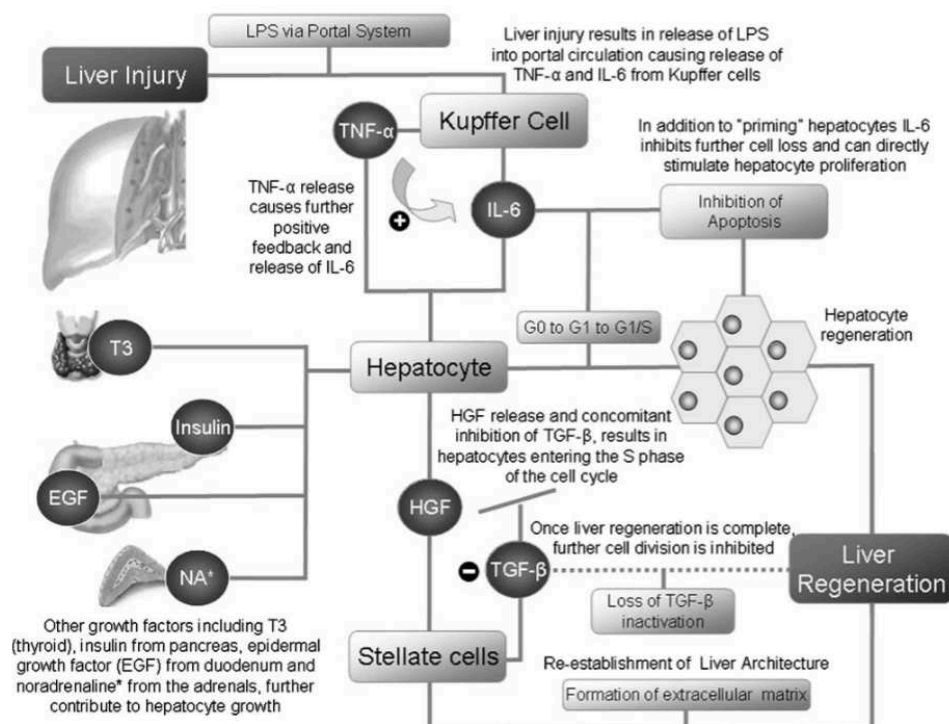 LPS via Portal System
Liver injury results in release of LPS
into portal circulation causing release of
TNF-α and IL-6 from Kupffer cells
Liver Injury
Kupffer Cell
TNF-α
In addition to "priming" hepatocytes IL-6
inhibits further cell loss and can directly
stimulate hepatocyte proliferation
TNF-α release
causes further
positive
feedback and
release of IL-6
+
IL-6
Inhibition of
Apoptosis
G0 to G1 to G1/S
Hepatocyte
regeneration
T3
Hepatocyte
Insulin
HGF release and concomitant
inhibition of TGF-β, results in
hepatocytes entering the S phase
of the cell cycle
EGF
HGF
Once liver regeneration is complete,
further cell division is inhibited
NA*
-
TGF-β
Liver
Regeneration
Loss of TGF-β
inactivation
Other growth factors including T3
(thyroid), insulin from pancreas, epidermal
growth factor (EGF) from duodenum and
noradrenaline* from the adrenals, further
contribute to hepatocyte growth
Stellate cells
Re-establishment of Liver Architecture
Formation of extracellular matrix